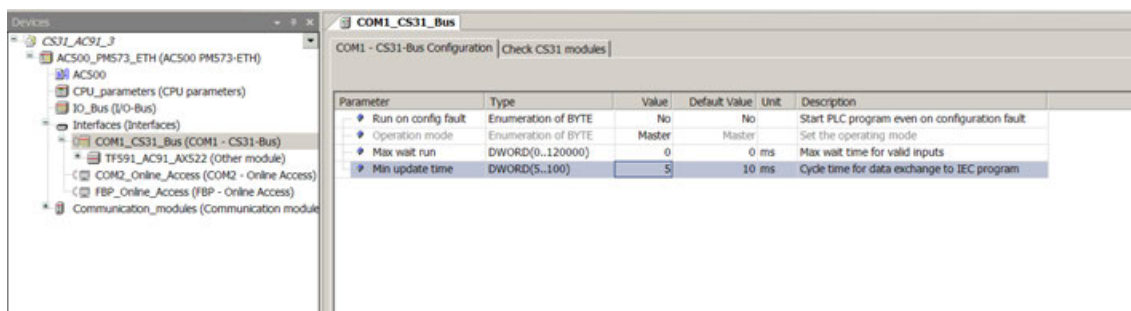 Devices
CS31_AC91_3
AC500_PM573_ETH (AC500 PM573-ETH)
AC500
CPU_parameters (CPU parameters)
IO_Bus (I/O-Bus)
Interfaces (Interfaces)
COM1_CS31_Bus (COM1 - CS31-Bus)
TF591_AC91_AX522 (Other module)
COM2_Online_Access (COM2 - Online Access)
FBP_Online_Access (FBP - Online Access)
Communication_modules (Communication module
COM1_CS31_Bus
COM1 - CS31-Bus Configuration Check CS31 modules
Parameter Type Value Default Value Unit Description
Run on config fault Enumeration of BYTE No No Start PLC program even on configuration fault
Operation mode Enumeration of BYTE Master Master Set the operating mode
Max wait run DWORD(0..120000) 0 0 ms Max wait time for valid inputs
Min update time DWORD(5..100) 5 10 ms Cycle time for data exchange to IEC program